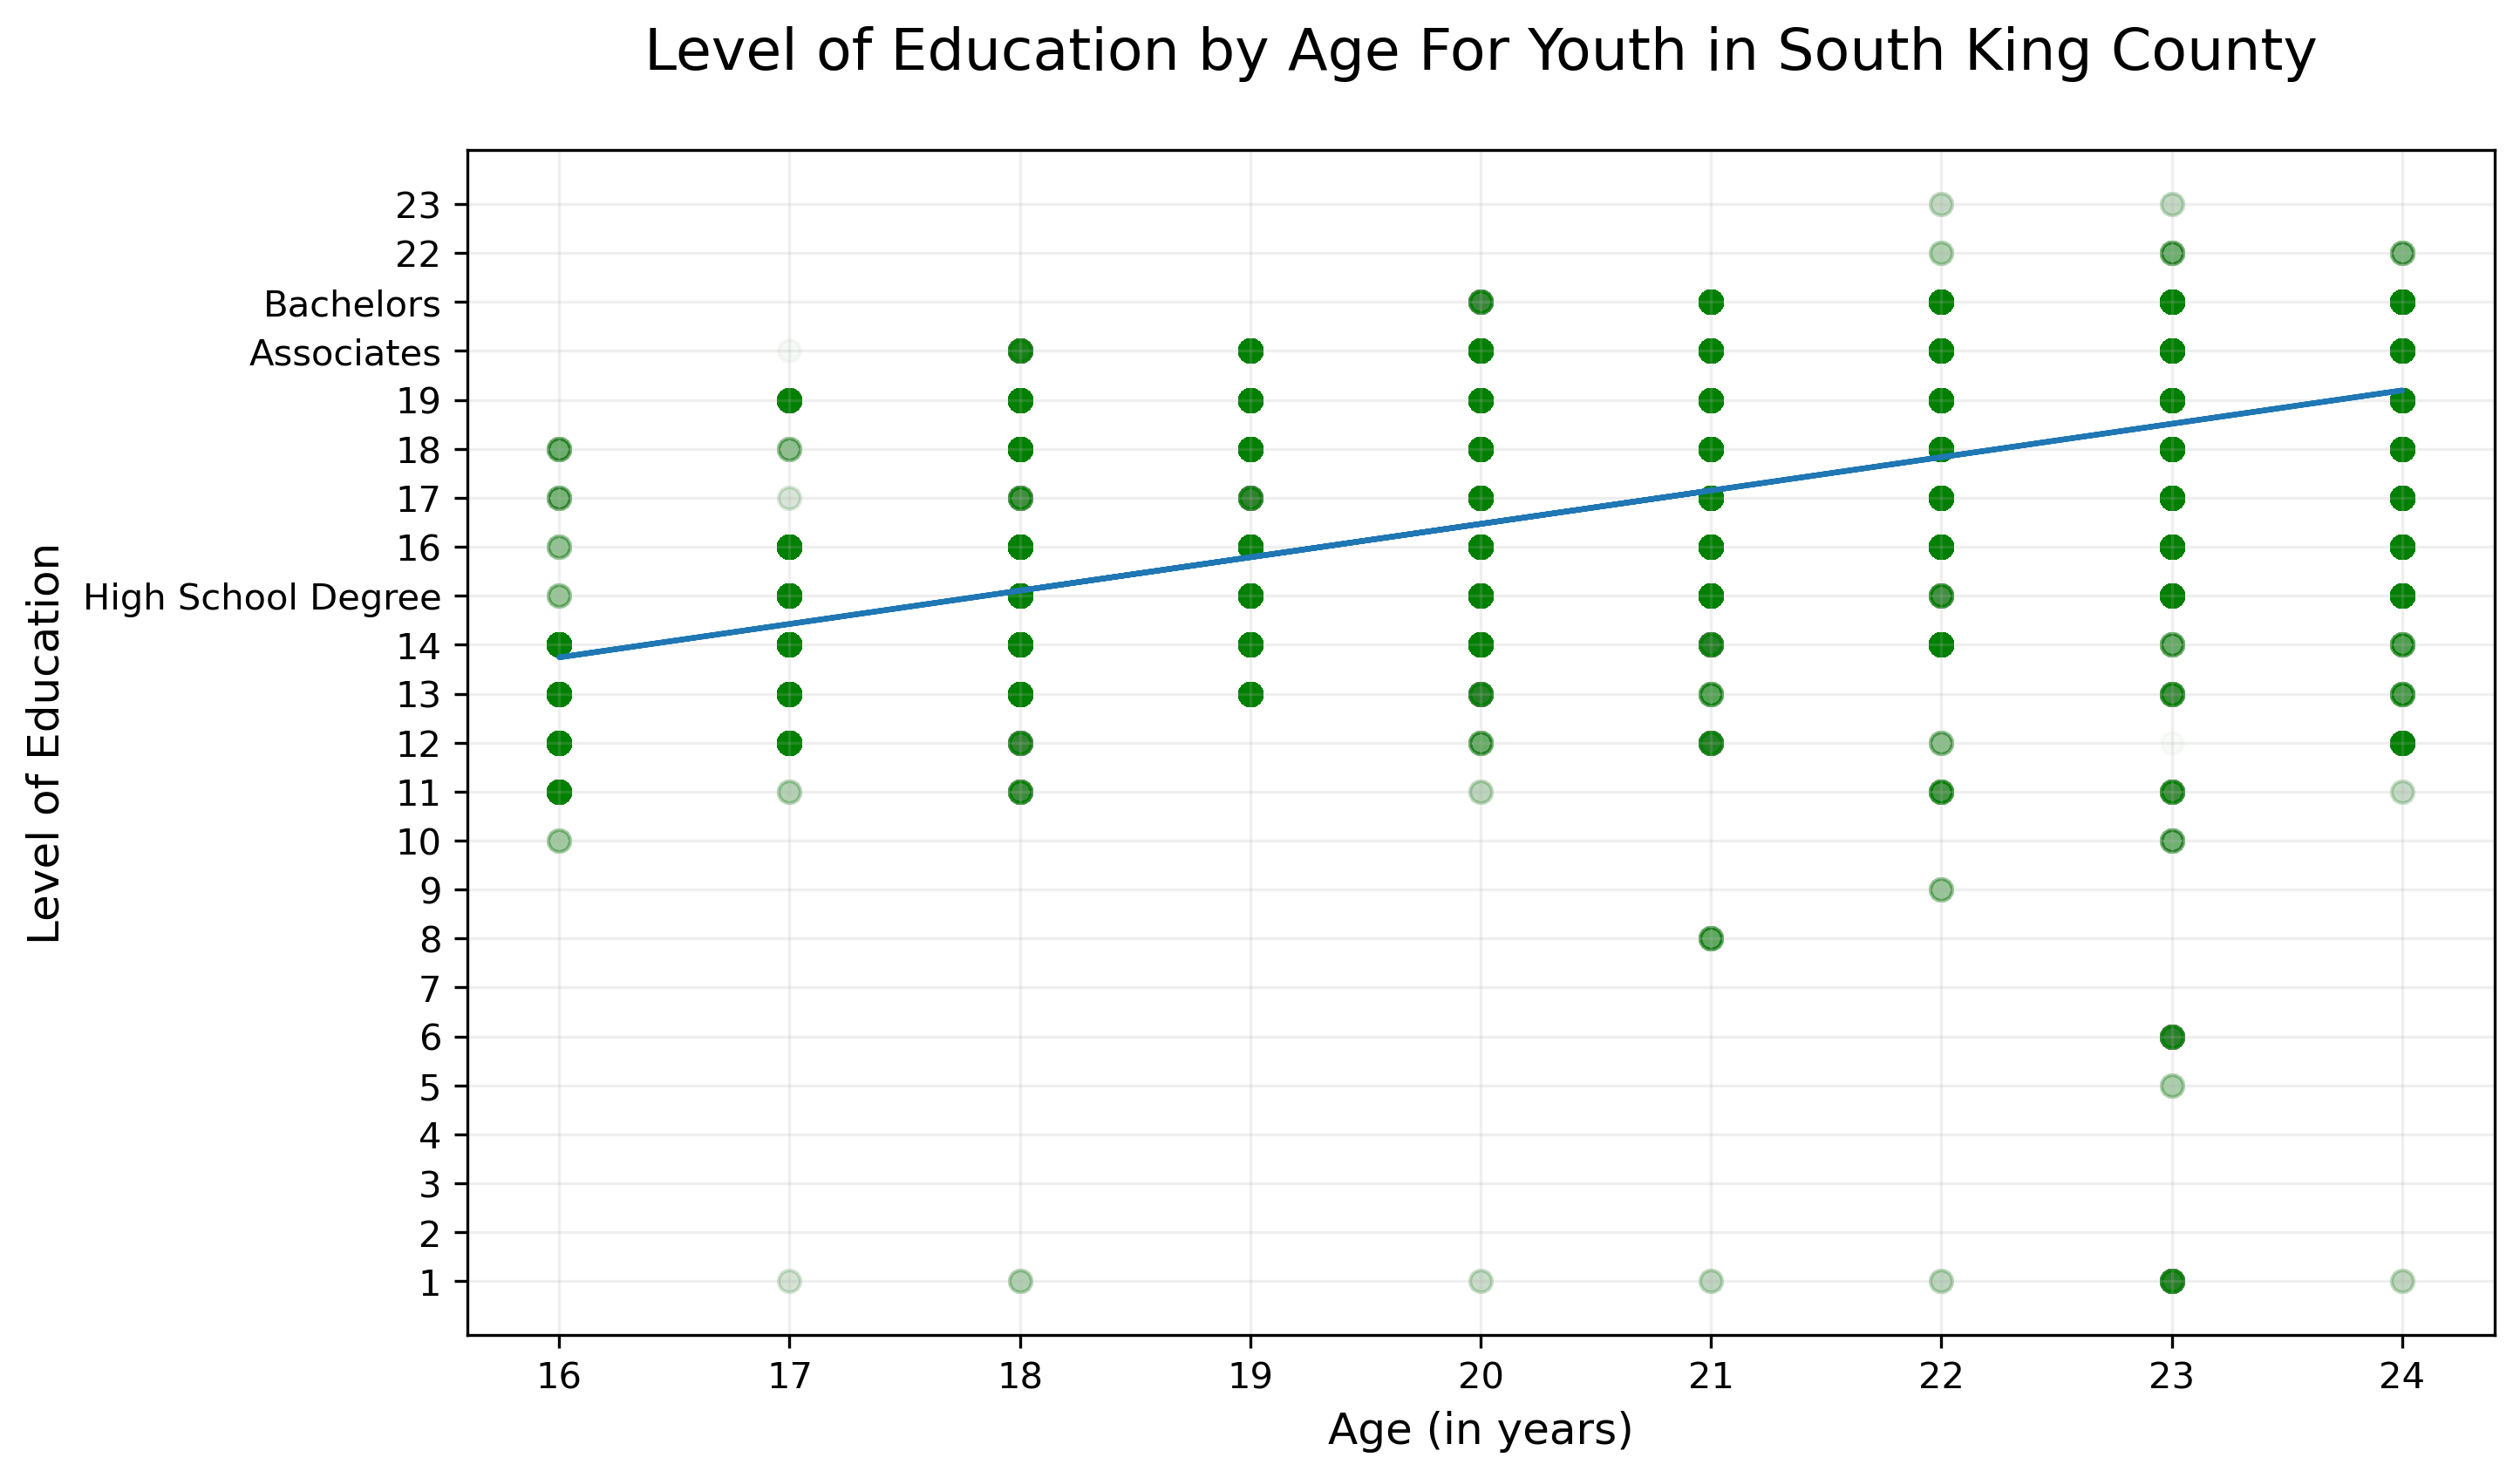 Level of Education by Age For Youth in South King County
Level of Education
23
22
Bachelors
Associates
19
18
17
16
High School Degree
14
13
12
11
10
9
8
7
6
5
4
3
2
1
16 17 18 19 20 21 22 23 24
Age (in years)